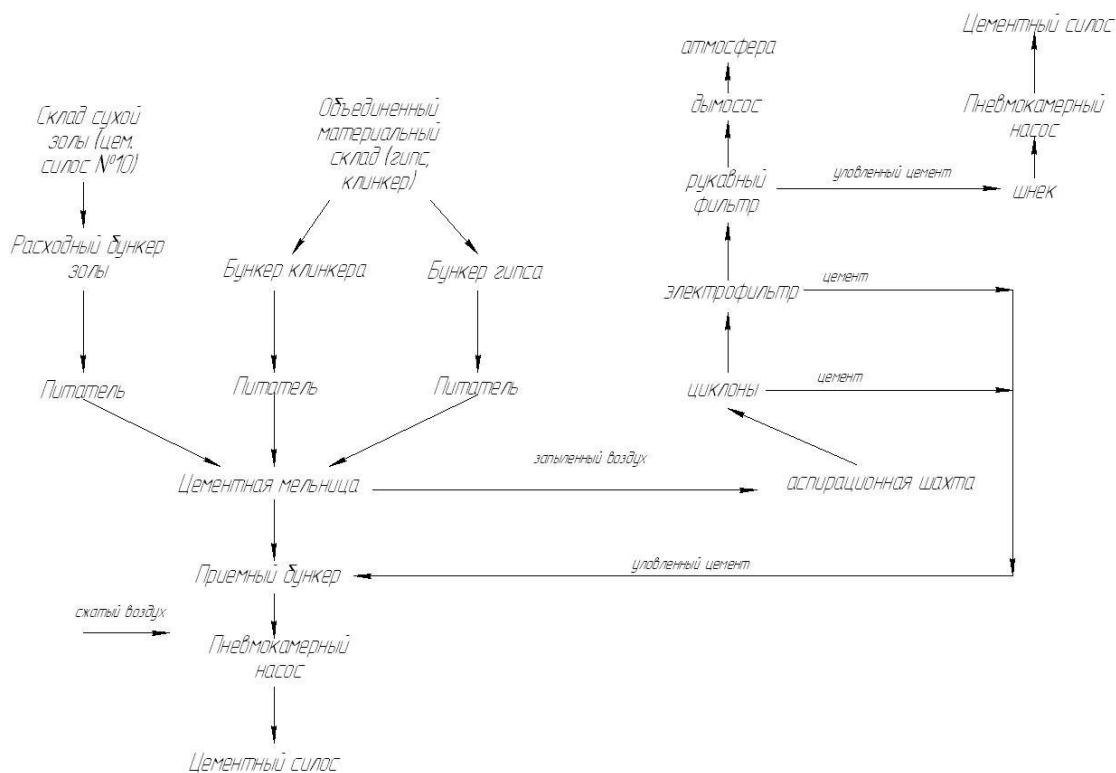 Цементный силос
атмосфера
дымосос
Пневмокамерный
насос
Склад сухой
золы (цем.
силос №10)
Объединенный
материальный
склад (гипс,
клинкер)
рукавный
фильтр
уловленный цемент
шнек
Расходный бункер
золы
Бункер клинкера
Бункер гипса
электрофильтр
цемент
Питатель
Питатель
Питатель
циклоны
цемент
запыленный воздух
Цементная мельница
аспирационная шахта
Приемный бункер
уловленный цемент
сжатый воздух
Пневмокамерный
насос
Цементный силос